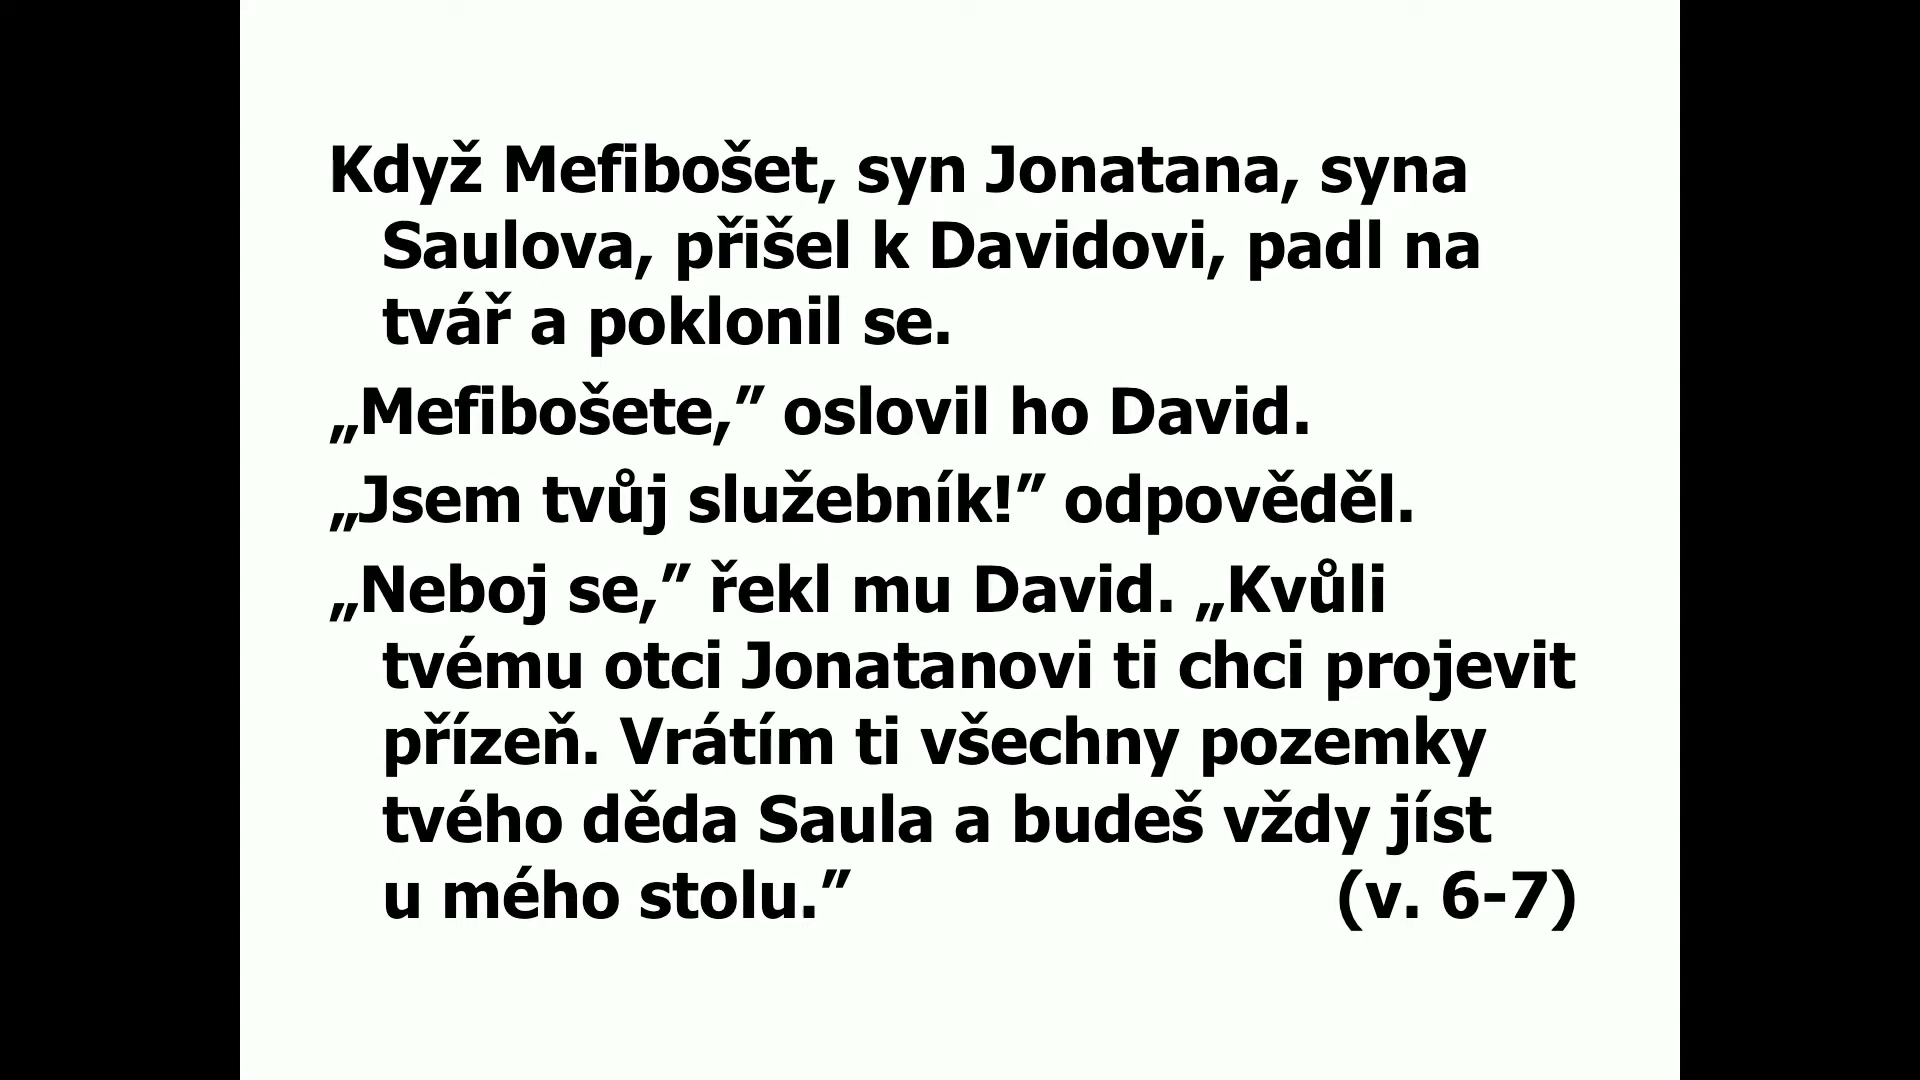 Když Mefibošet, syn Jonatana, syna
Saulova, přišel k Davidovi, padl na
tvář a poklonil se.
„Mefibošete,” oslovil ho David.
„Jsem tvůj služebník!” odpověděl.
„Neboj se,” řekl mu David. „Kvůli
tvému otci Jonatanovi ti chci projevit
přízeň. Vrátím ti všechny pozemky
tvého děda Saula a budeš vždy jíst
u mého stolu.” (v. 6-7)